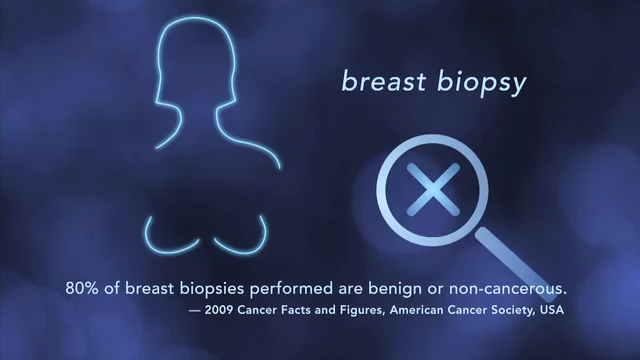 breast biopsy
80% of breast biopsies performed are benign or non-cancerous.
— 2009 Cancer Facts and Figures, American Cancer Society, USA